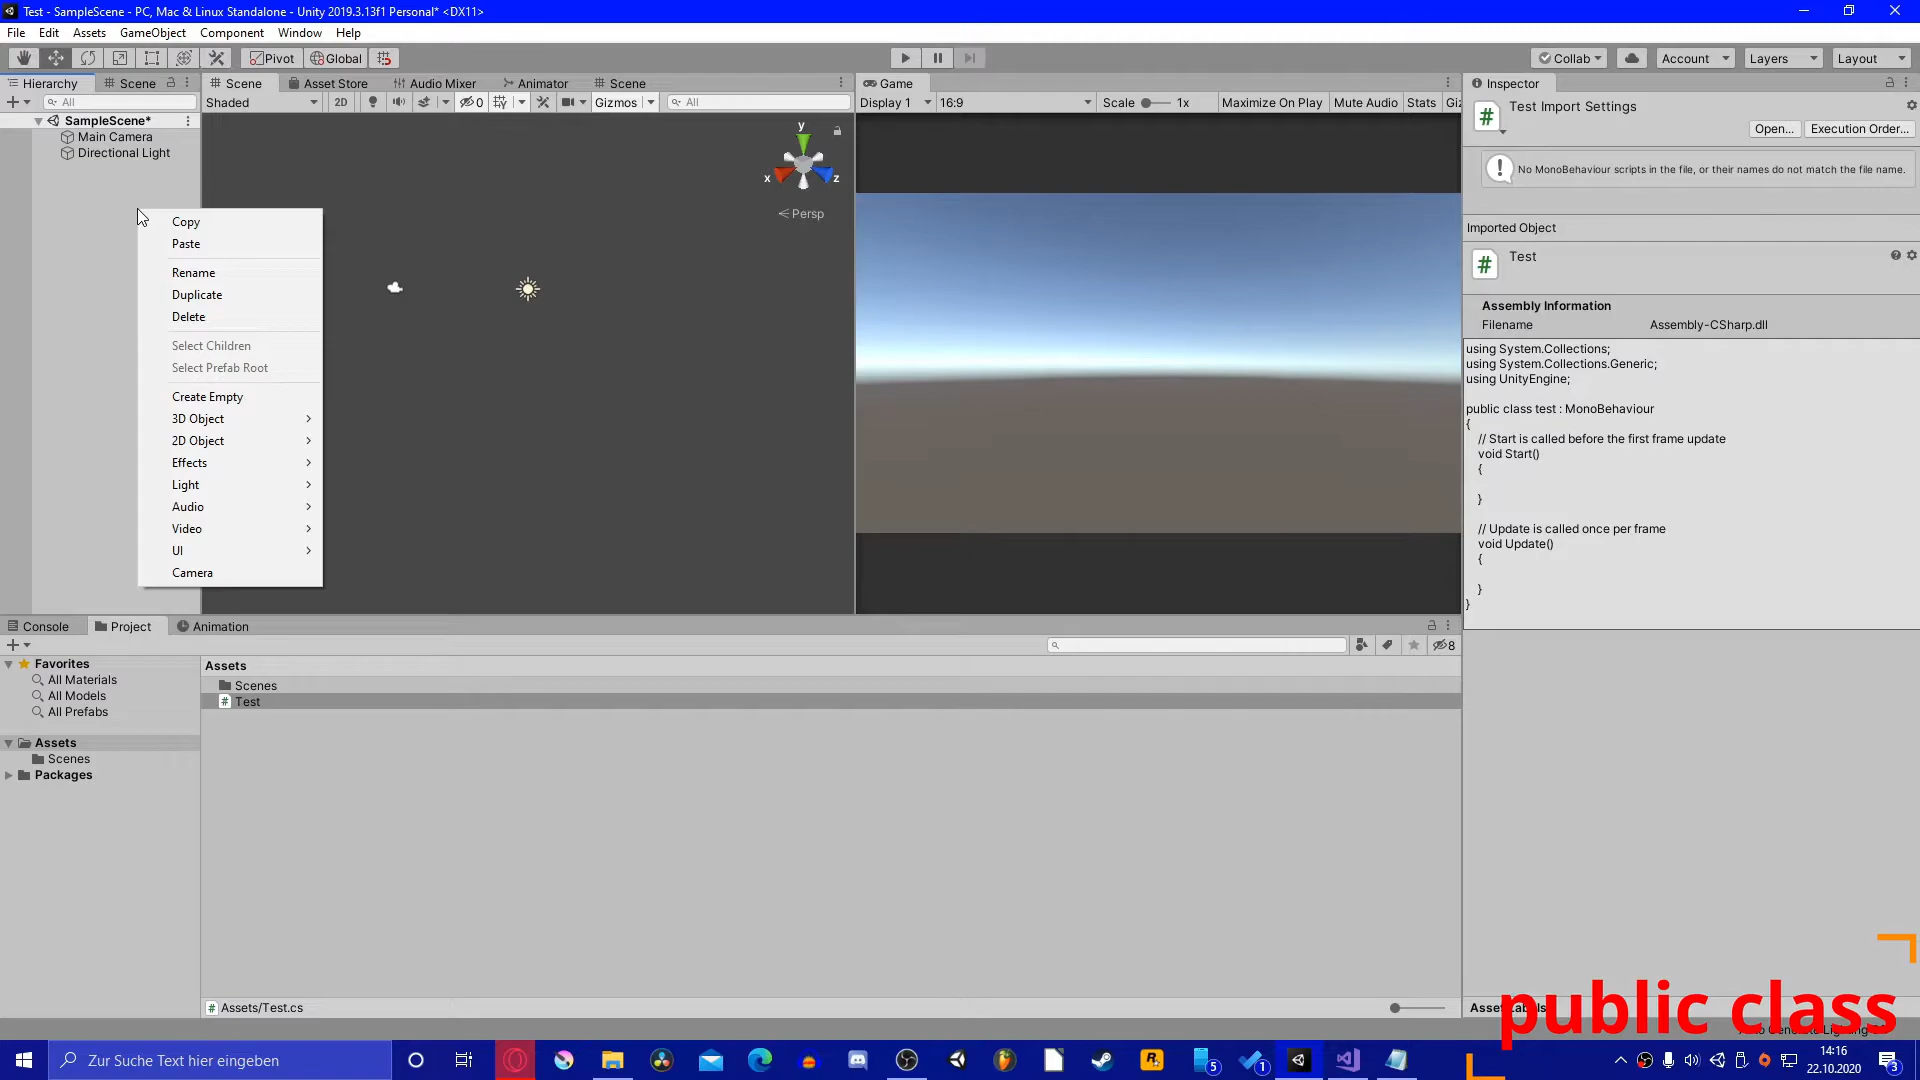 Test - SampleScene - PC, Mac & Linux Standalone - Unity 2019.3.13f1 Personal* <DX11>
File Edit Assets GameObject Component Window Help
Pivot Global Collab Account Layers Layout
Hierarchy Scene Scene Asset Store Audio Mixer Animator Scene Game Inspector
All Shaded 2D 0 Gizmos All Display 1 16:9 Scale 1x Maximize On Play Mute Audio Stats Giz
Test Import Settings
Open... Execution Order...
SampleScene*
Main Camera
Directional Light
y
x
z
Persp
No MonoBehaviour scripts in the file, or their names do not match the file name.
Copy
Paste
Rename
Duplicate
Delete
Select Children
Select Prefab Root
Create Empty
3D Object
2D Object
Effects
Light
Audio
Video
UI
Camera
Imported Object
Test
Assembly Information
Filename Assembly-CSharp.dll
using System.Collections;
using System.Collections.Generic;
using UnityEngine;
public class test : MonoBehaviour
{
// Start is called before the first frame update
void Start()
{
}
// Update is called once per frame
void Update()
{
}
}
Console Project Animation
8
Favorites
All Materials
All Models
All Prefabs
Assets
Scenes
Packages
Assets
Scenes
Test
Assets/Test.cs
public class
Zur Suche Text hier eingeben
5
1
14:16
22.10.2020
3